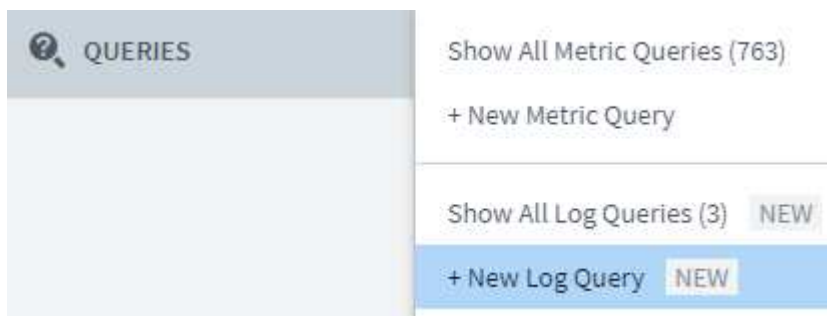 QUERIES
Show All Metric Queries (763)
+ New Metric Query
Show All Log Queries (3) NEW
+ New Log Query NEW